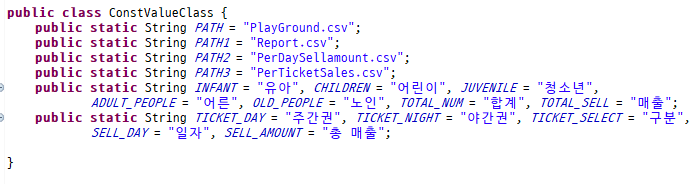 public class ConstValueClass {
public static String PATH = "PlayGround.csv";
public static String PATH1 = "Report.csv";
public static String PATH2 = "PerDaySellamount.csv";
public static String PATH3 = "PerTicketSales.csv";
public static String INFANT = "유아", CHILDREN = "어린이", JUVENILE = "청소년",
ADULT_PEOPLE = "어른", OLD_PEOPLE = "노인", TOTAL_NUM = "합계", TOTAL_SELL = "매출";
public static String TICKET_DAY = "주간권", TICKET_NIGHT = "야간권", TICKET_SELECT = "구분",
SELL_DAY = "일자", SELL_AMOUNT = "총 매출";
}